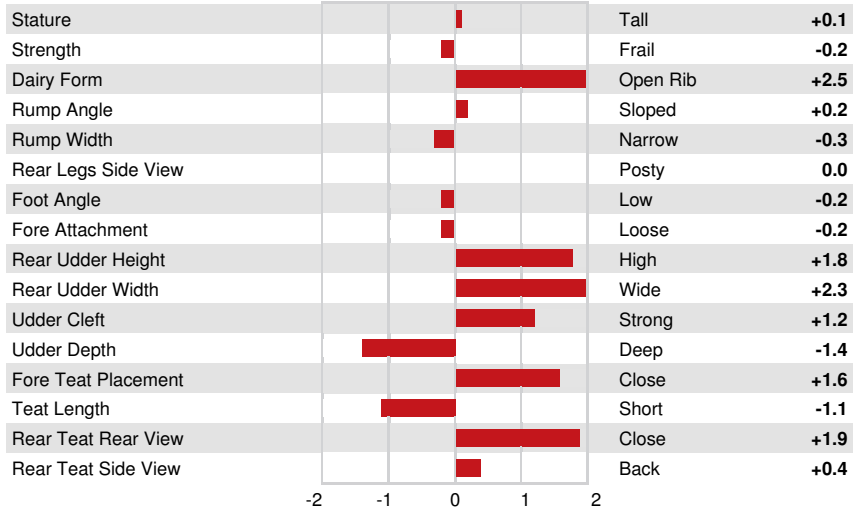 Stature Tall +0.1
Strength Frail -0.2
Dairy Form Open Rib +2.5
Rump Angle Sloped +0.2
Rump Width Narrow -0.3
Rear Legs Side View Posty 0.0
Foot Angle Low -0.2
Fore Attachment Loose -0.2
Rear Udder Height High +1.8
Rear Udder Width Wide +2.3
Udder Cleft Strong +1.2
Udder Depth Deep -1.4
Fore Teat Placement Close +1.6
Teat Length Short -1.1
Rear Teat Rear View Close +1.9
Rear Teat Side View Back +0.4
-2 -1 0 1 2